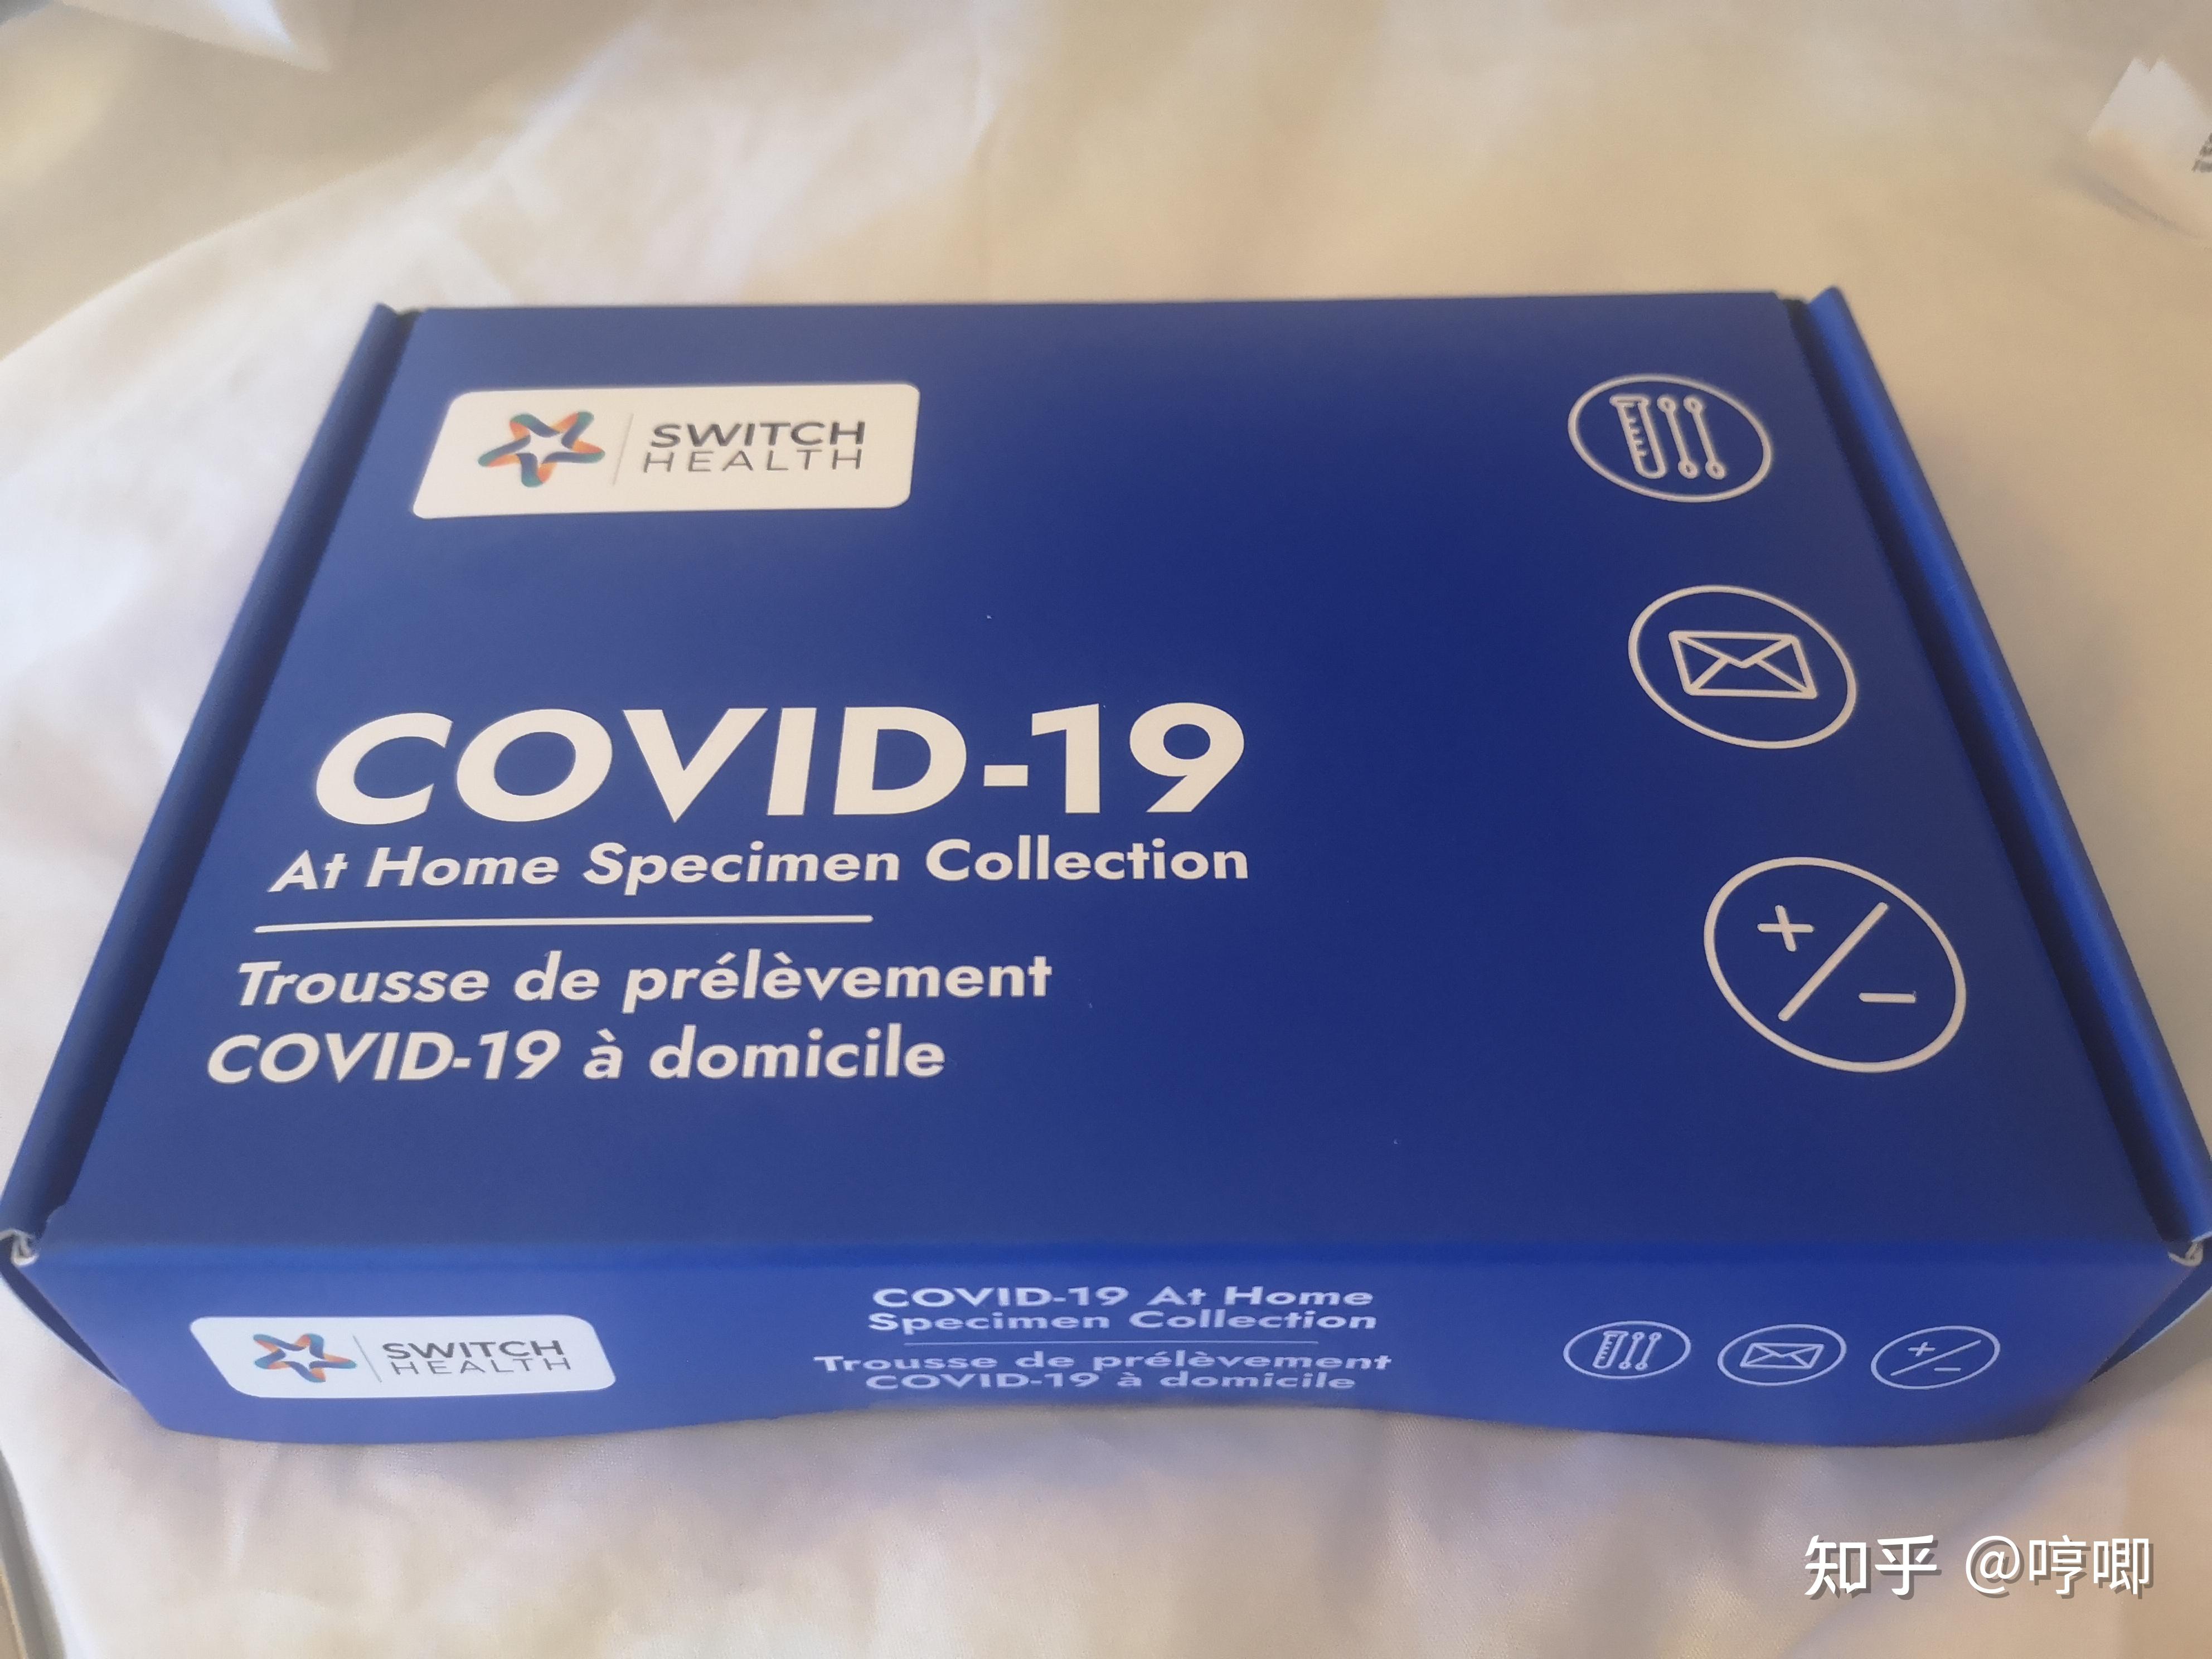 SWITCH
HEALTH
COVID-19
At Home Specimen Collection
Trousse de prélèvement
COVID-19 à domicile
SWITCH
HEALTH
COVID-19 At Home
Specimen Collection
Trousse de prélèvement
COVID-19 à domicile
知乎 @哼唧